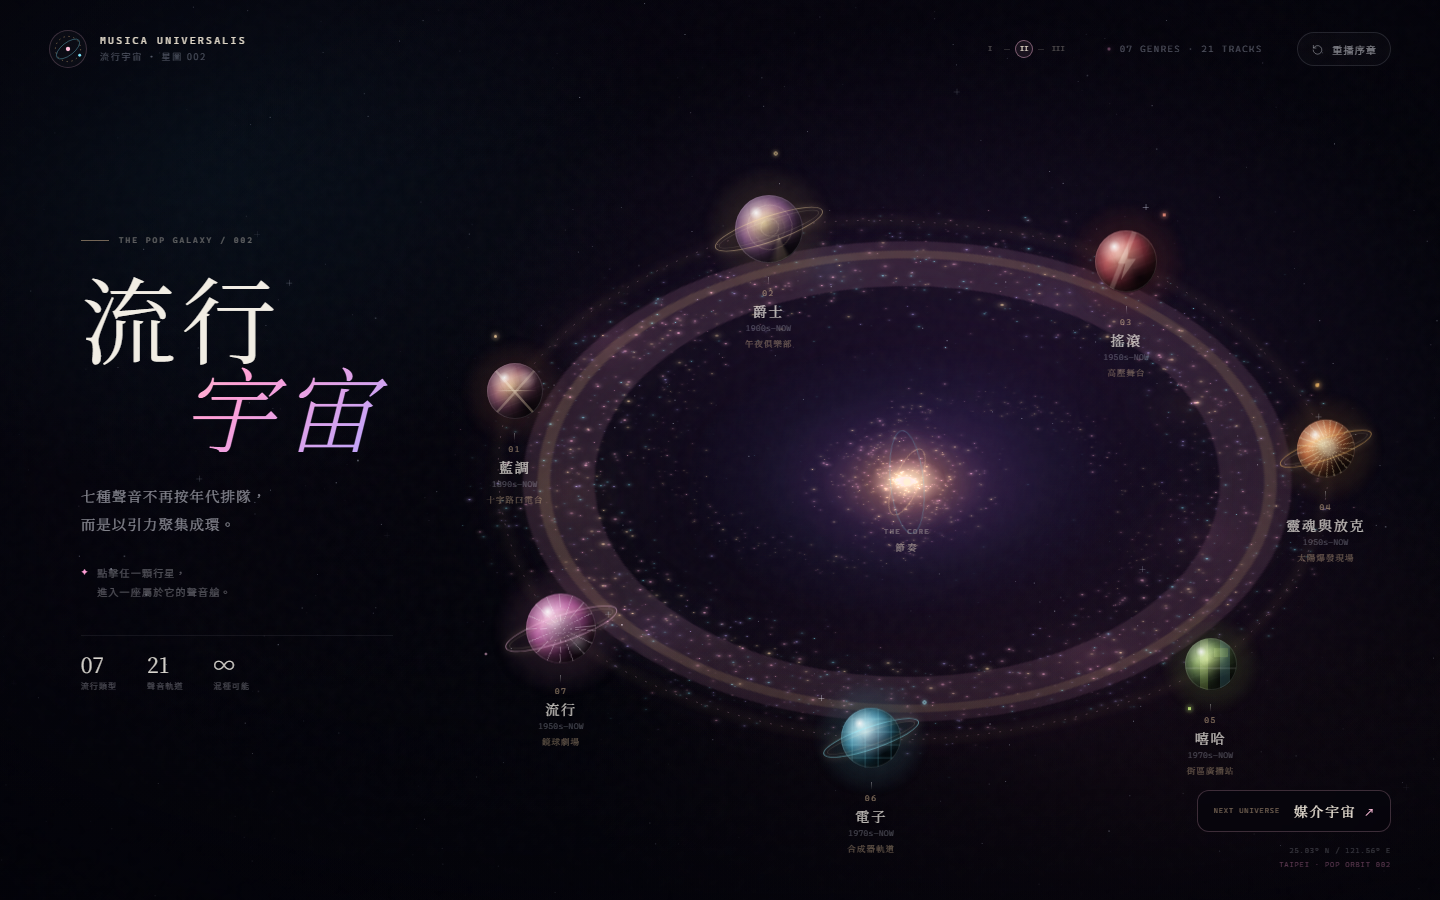 MUSICA UNIVERSALIS
流行宇宙 · 星圖 002
I — II — III
07 GENRES · 21 TRACKS
重播序章
THE POP GALAXY / 002
流行
宇宙
七種聲音不再按年代排隊，
而是以引力聚集成環。
✦ 點擊任一顆行星，
進入一座屬於它的聲音艙。
07
流行類型
21
聲音軌道
∞
混種可能
01
藍調
1890s—NOW
十字路口電台
02
爵士
1900s—NOW
午夜俱樂部
03
搖滾
1950s—NOW
高壓舞台
04
靈魂與放克
1950s—NOW
太陽爆發現場
THE CORE
節奏
05
嘻哈
1970s—NOW
街區廣播站
06
電子
1970s—NOW
合成器軌道
07
流行
1950s—NOW
鏡球劇場
NEXT UNIVERSE 媒介宇宙 ↗
25.03° N / 121.56° E
TAIPEI · POP ORBIT 002